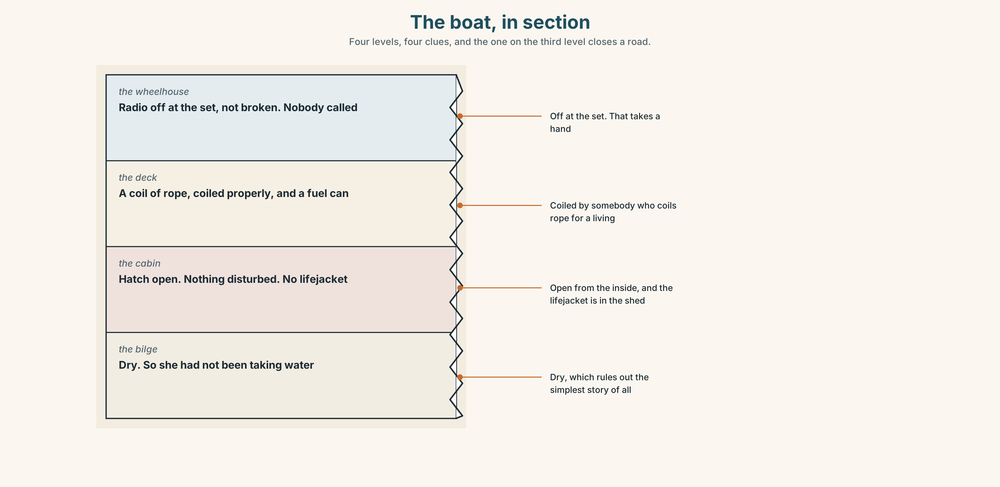 The boat, in section
Four levels, four clues, and the one on the third level closes a road.
the wheelhouse
Radio off at the set, not broken. Nobody called
Off at the set. That takes a
hand
the deck
A coil of rope, coiled properly, and a fuel can
Coiled by somebody who coils
rope for a living
the cabin
Hatch open. Nothing disturbed. No lifejacket
Open from the inside, and the
lifejacket is in the shed
the bilge
Dry. So she had not been taking water
Dry, which rules out the
simplest story of all